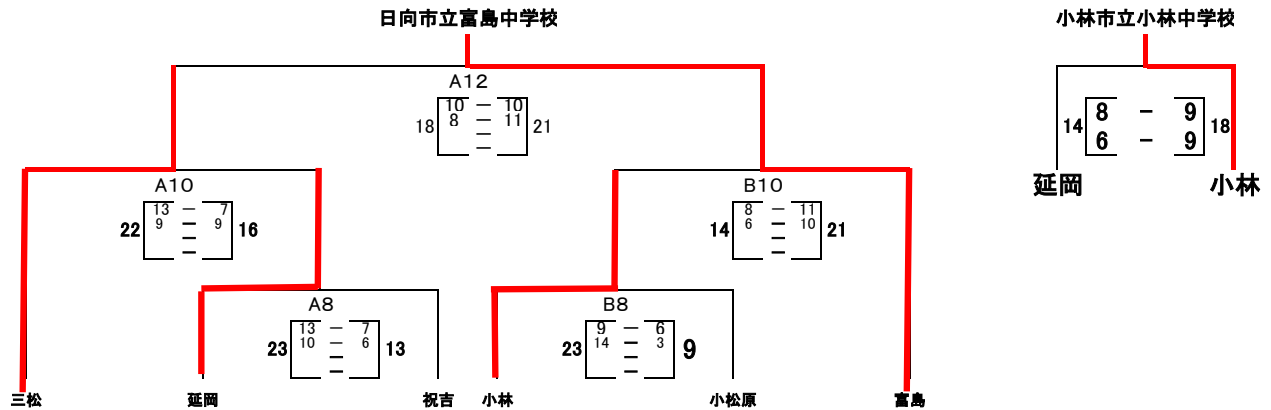 日向市立富島中学校
小林市立小林中学校
A12
18 10 － 10 21
8 － 11
－
－
14 8 － 9 18
6 － 9
延岡 小林
A10
22 13 － 7 16
9 － 9
－
－
B10
14 8 － 11 21
6 － 10
－
－
A8
23 13 － 7 13
10 － 6
－
－
B8
23 9 － 6 9
14 － 3
－
－
三松 延岡 祝吉 小林 小松原 富島